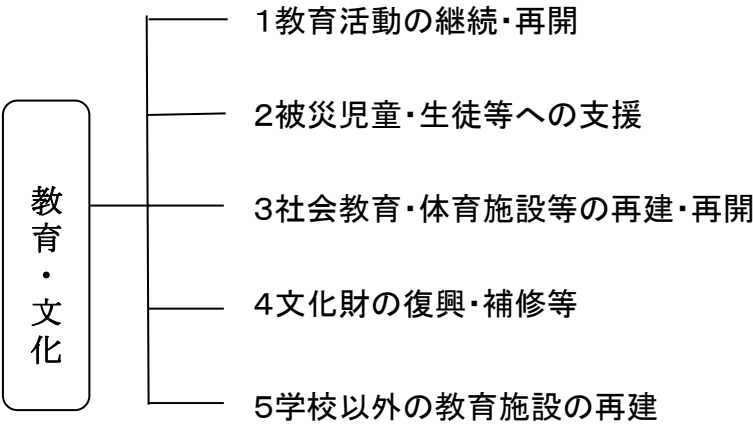 教育・文化
1教育活動の継続・再開
2被災児童・生徒等への支援
3社会教育・体育施設等の再建・再開
4文化財の復興・補修等
5学校以外の教育施設の再建